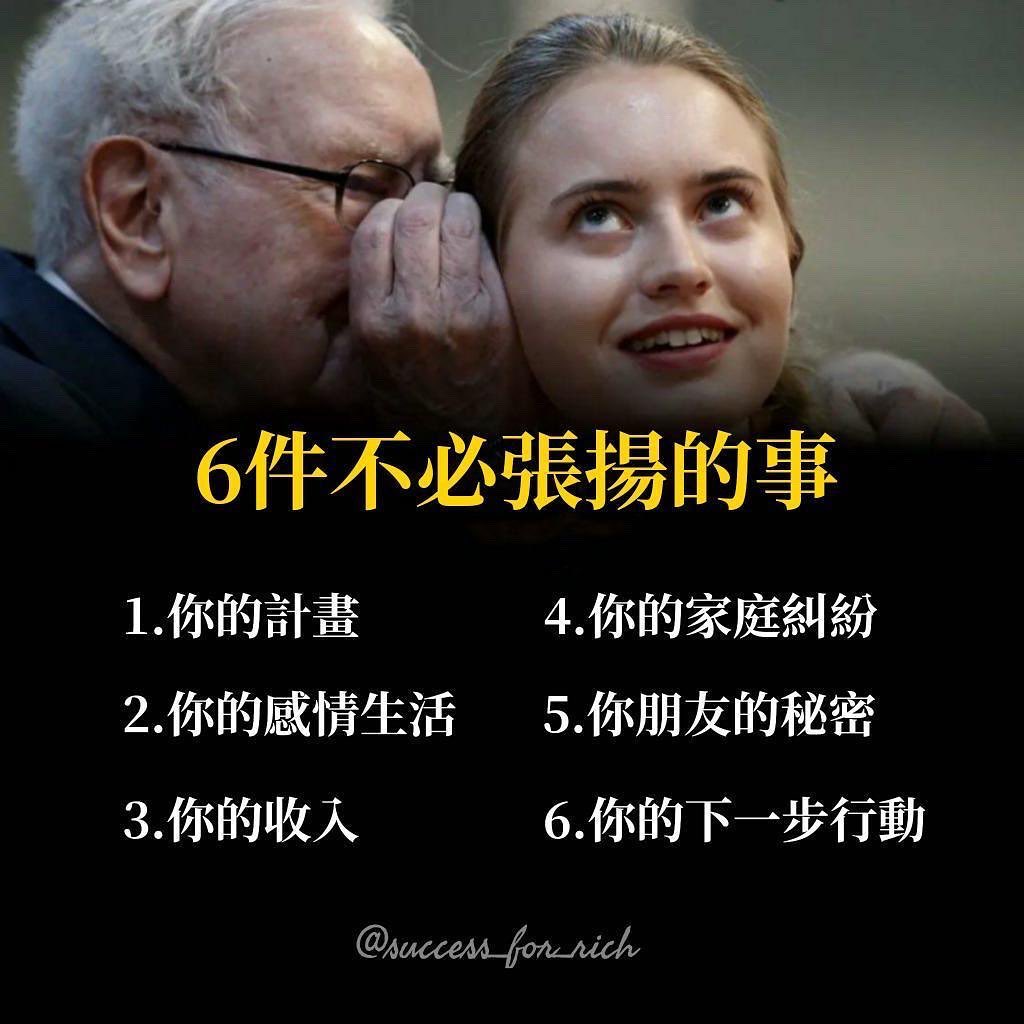 6件不必張揚的事
1.你的計畫
2.你的感情生活
3.你的收入
4.你的家庭糾紛
5.你朋友的秘密
6.你的下一步行動
@success_for_rich